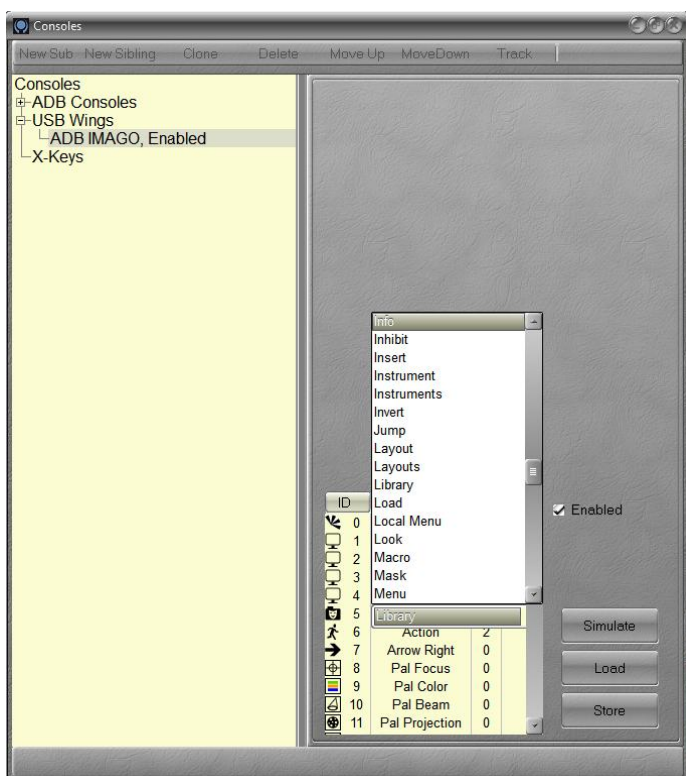 Consoles
New Sub New Sibling Clone Delete Move Up MoveDown Track
Consoles
ADB Consoles
USB Wings
ADB IMAGO, Enabled
X-Keys
Info
Inhibit
Insert
Instrument
Instruments
Invert
Jump
Layout
Layouts
Library
Load
Local Menu
Look
Macro
Mask
Menu
Library
ID
0
1
2
3
4
5
6 Action 2
7 Arrow Right 0
8 Pal Focus 0
9 Pal Color 0
10 Pal Beam 0
11 Pal Projection 0
Enabled
Simulate
Load
Store